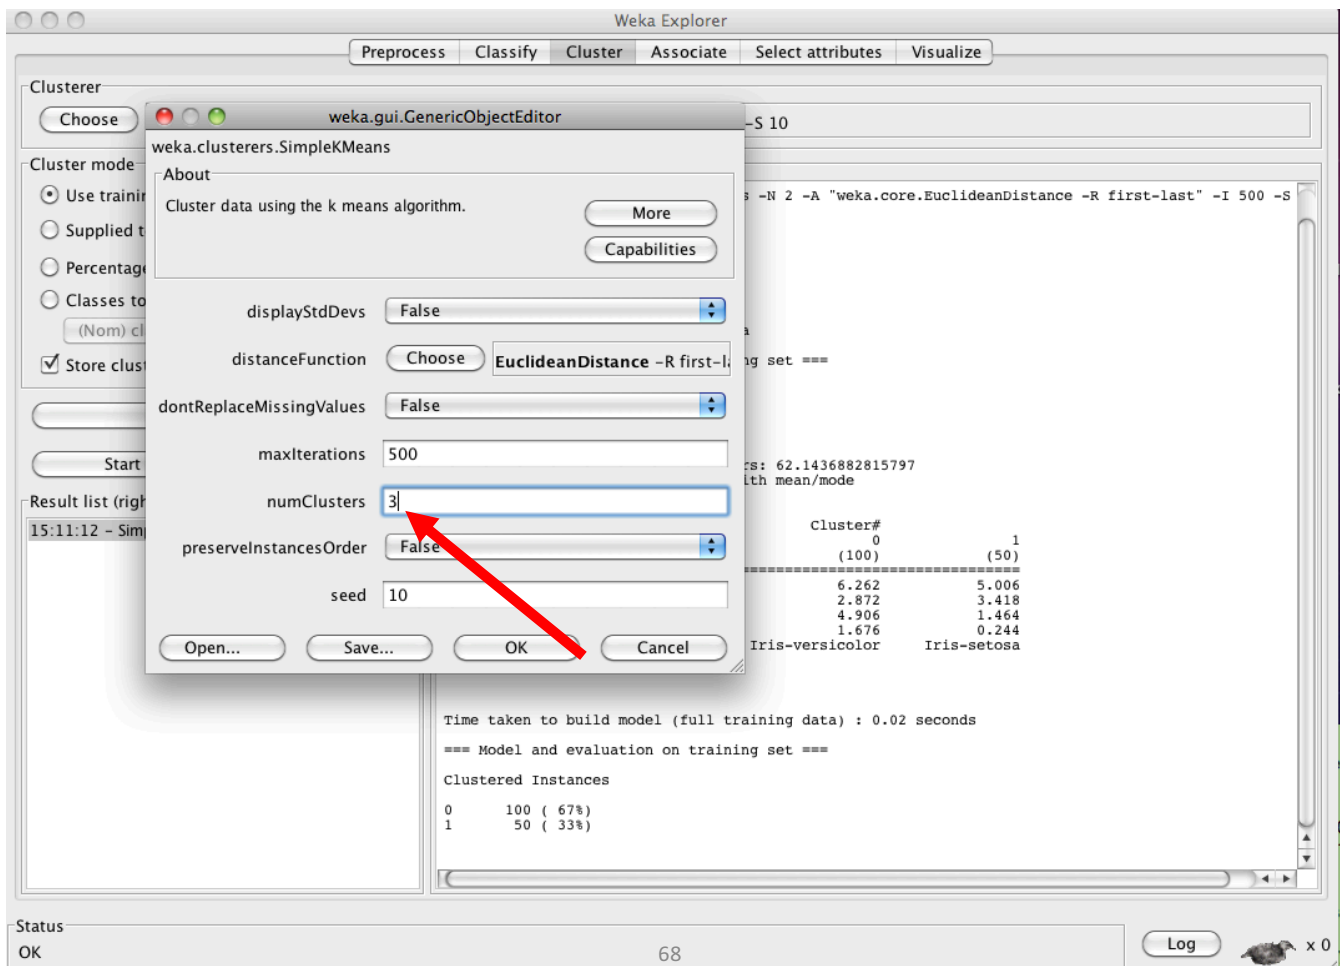 Weka Explorer
Preprocess Classify Cluster Associate Select attributes Visualize
Clusterer
Choose
-S 10
weka.gui.GenericObjectEditor
weka.clusterers.SimpleKMeans
About
Cluster data using the k means algorithm.
More
Capabilities
displayStdDevs False
distanceFunction Choose EuclideanDistance -R first-la
dontReplaceMissingValues False
maxIterations 500
numClusters 3
preserveInstancesOrder False
seed 10
Open... Save... OK Cancel
Cluster mode
Use trainin
Supplied t
Percentage
Classes to
(Nom) cl
Store clust
Start
Result list (righ
15:11:12 - Sim
s -N 2 -A "weka.core.EuclideanDistance -R first-last" -I 500 -S
a
ng set ===
rs: 62.1436882815797
ith mean/mode
Cluster#
0 1
(100) (50)
==================================
6.262 5.006
2.872 3.418
4.906 1.464
1.676 0.244
Iris-versicolor Iris-setosa
Time taken to build model (full training data) : 0.02 seconds
=== Model and evaluation on training set ===
Clustered Instances
0 100 ( 67%)
1 50 ( 33%)
Status
OK
68
Log
x 0